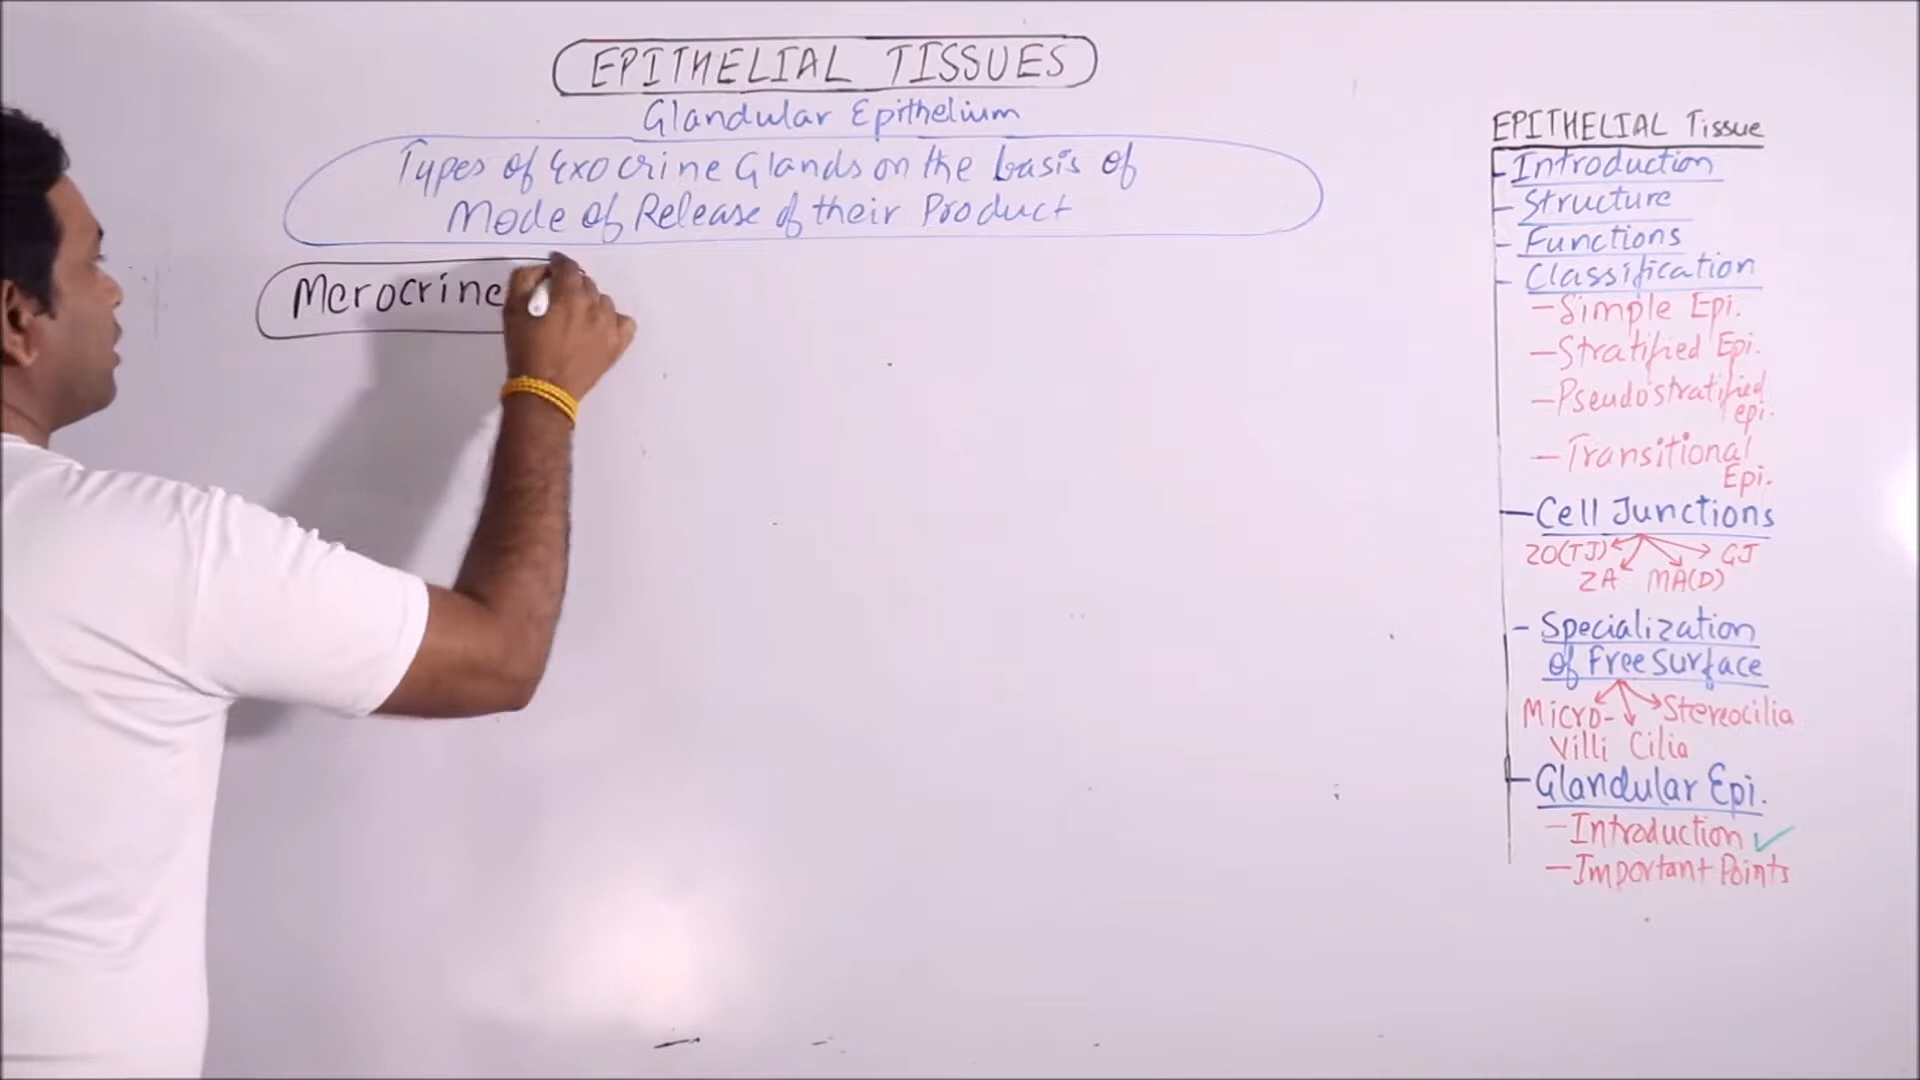 EPITHELIAL TISSUES
Glandular Epithelium
Types of Exocrine Glands on the basis of
Mode of Release of their Product
Merocrine
EPITHELIAL Tissue
- Introduction
- Structure
- Functions
- Classification
- Simple Epi.
- Stratified Epi.
- Pseudostratified
epi.
- Transitional
Epi.
- Cell Junctions
ZO(TJ) GJ
ZA MA(D)
- Specialization
of Free Surface
Micro- Stereocilia
Villi Cilia
- Glandular Epi.
- Introduction ✓
- Important Points